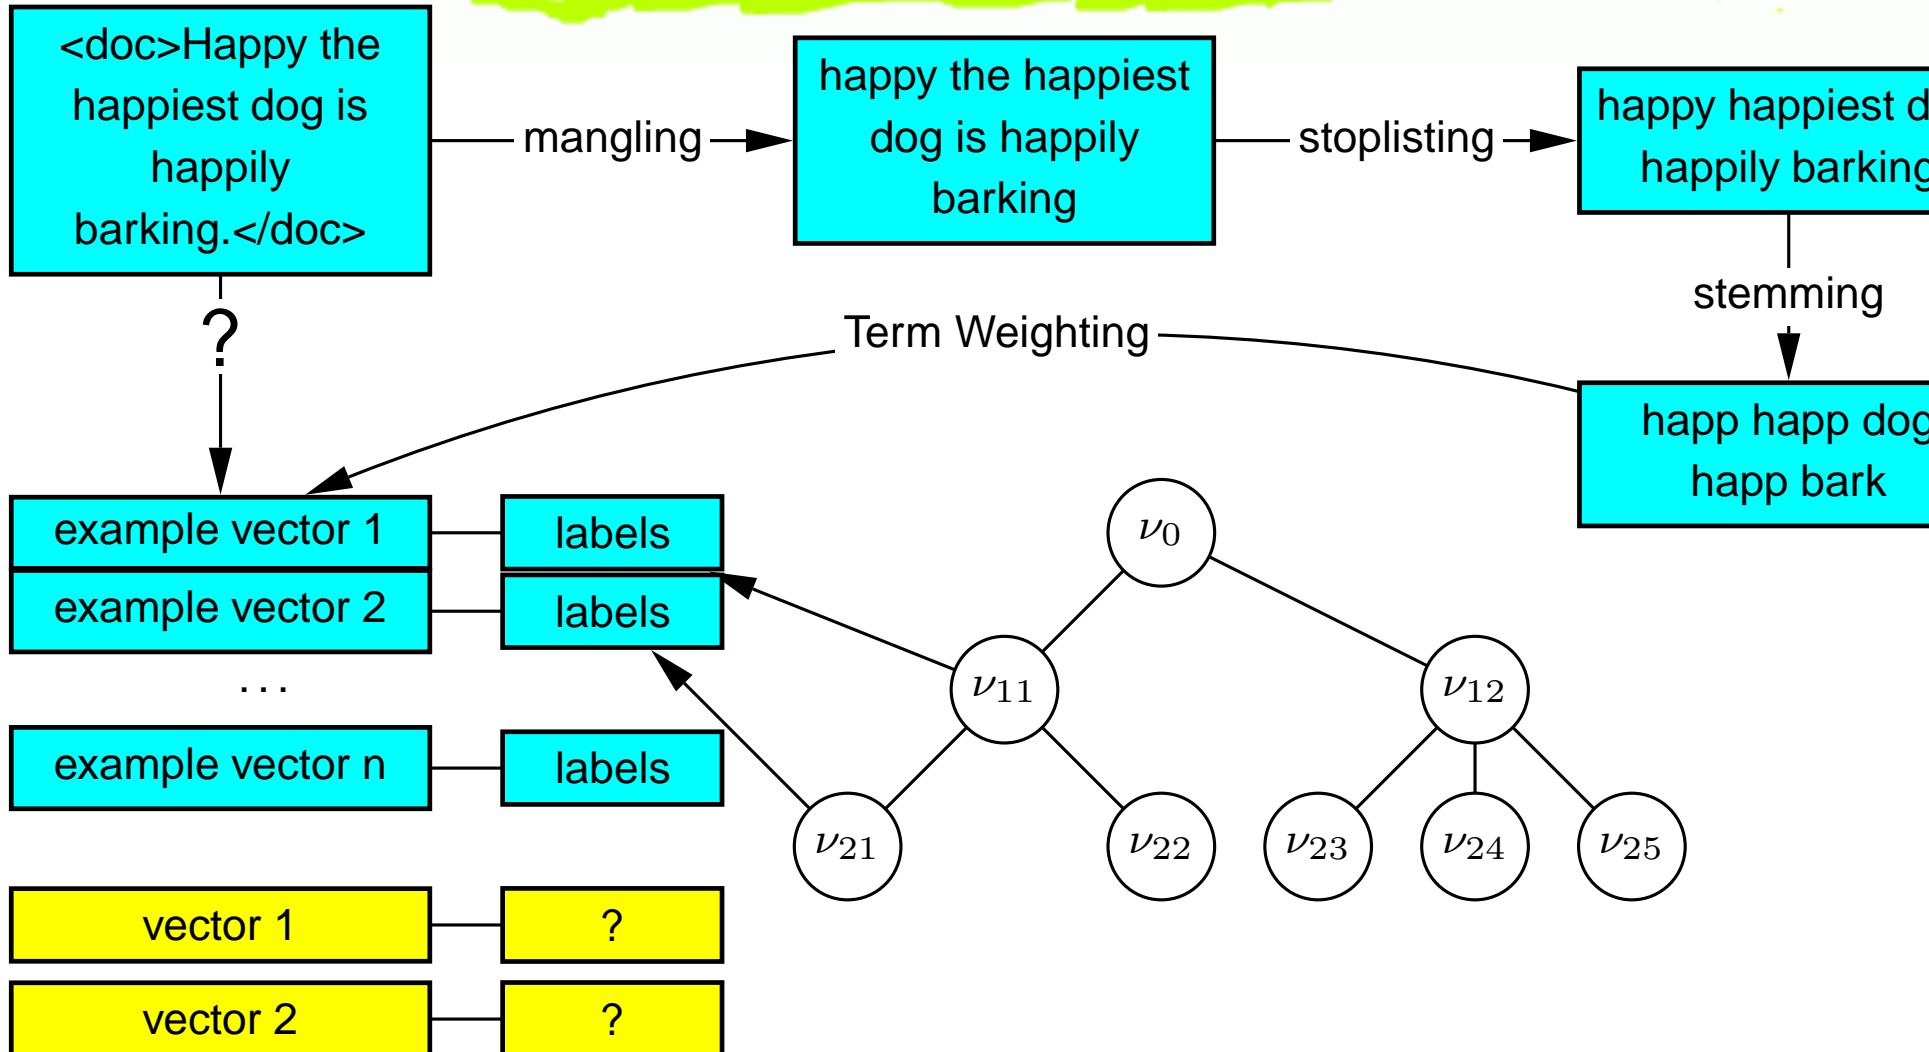 <doc>Happy the
happiest dog is
happily
barking.</doc>
mangling
happy the happiest
dog is happily
barking
stoplisting
happy happiest
happily barking
stemming
?
Term Weighting
happ happ dog
happ bark
example vector 1
labels
example vector 2
labels
...
example vector n
labels
ν0
ν11
ν12
ν21
ν22
ν23
ν24
ν25
vector 1
?
vector 2
?